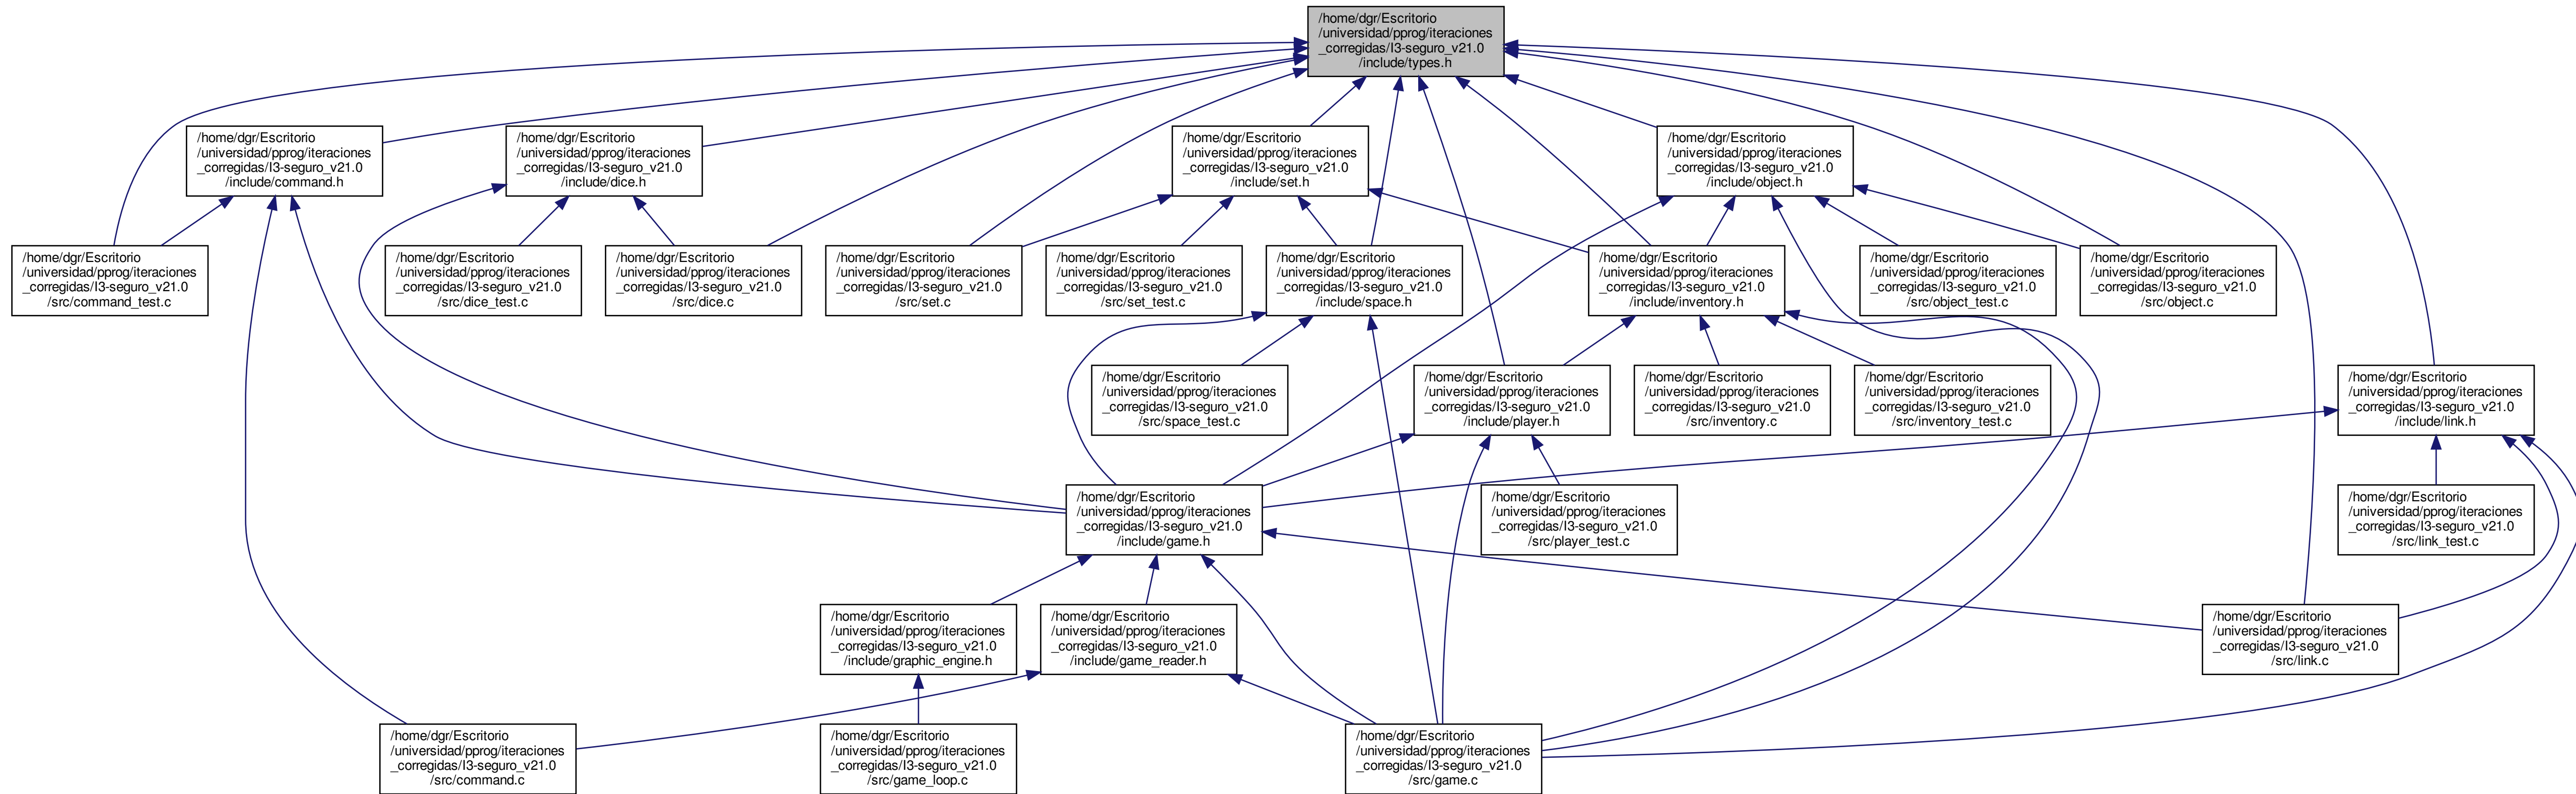 /home/dgr/Escritorio
/universidad/pprog/iteraciones
_corregidas/I3-seguro_v21.0
/include/types.h
/home/dgr/Escritorio
/universidad/pprog/iteraciones
_corregidas/I3-seguro_v21.0
/include/command.h
/home/dgr/Escritorio
/universidad/pprog/iteraciones
_corregidas/I3-seguro_v21.0
/include/dice.h
/home/dgr/Escritorio
/universidad/pprog/iteraciones
_corregidas/I3-seguro_v21.0
/include/set.h
/home/dgr/Escritorio
/universidad/pprog/iteraciones
_corregidas/I3-seguro_v21.0
/include/object.h
/home/dgr/Escritorio
/universidad/pprog/iteraciones
_corregidas/I3-seguro_v21.0
/src/command_test.c
/home/dgr/Escritorio
/universidad/pprog/iteraciones
_corregidas/I3-seguro_v21.0
/src/dice_test.c
/home/dgr/Escritorio
/universidad/pprog/iteraciones
_corregidas/I3-seguro_v21.0
/src/dice.c
/home/dgr/Escritorio
/universidad/pprog/iteraciones
_corregidas/I3-seguro_v21.0
/src/set.c
/home/dgr/Escritorio
/universidad/pprog/iteraciones
_corregidas/I3-seguro_v21.0
/src/set_test.c
/home/dgr/Escritorio
/universidad/pprog/iteraciones
_corregidas/I3-seguro_v21.0
/include/space.h
/home/dgr/Escritorio
/universidad/pprog/iteraciones
_corregidas/I3-seguro_v21.0
/include/inventory.h
/home/dgr/Escritorio
/universidad/pprog/iteraciones
_corregidas/I3-seguro_v21.0
/src/object_test.c
/home/dgr/Escritorio
/universidad/pprog/iteraciones
_corregidas/I3-seguro_v21.0
/src/object.c
/home/dgr/Escritorio
/universidad/pprog/iteraciones
_corregidas/I3-seguro_v21.0
/src/space_test.c
/home/dgr/Escritorio
/universidad/pprog/iteraciones
_corregidas/I3-seguro_v21.0
/include/player.h
/home/dgr/Escritorio
/universidad/pprog/iteraciones
_corregidas/I3-seguro_v21.0
/src/inventory.c
/home/dgr/Escritorio
/universidad/pprog/iteraciones
_corregidas/I3-seguro_v21.0
/src/inventory_test.c
/home/dgr/Escritorio
/universidad/pprog/iteraciones
_corregidas/I3-seguro_v21.0
/include/link.h
/home/dgr/Escritorio
/universidad/pprog/iteraciones
_corregidas/I3-seguro_v21.0
/include/game.h
/home/dgr/Escritorio
/universidad/pprog/iteraciones
_corregidas/I3-seguro_v21.0
/src/player_test.c
/home/dgr/Escritorio
/universidad/pprog/iteraciones
_corregidas/I3-seguro_v21.0
/src/link_test.c
/home/dgr/Escritorio
/universidad/pprog/iteraciones
_corregidas/I3-seguro_v21.0
/include/graphic_engine.h
/home/dgr/Escritorio
/universidad/pprog/iteraciones
_corregidas/I3-seguro_v21.0
/include/game_reader.h
/home/dgr/Escritorio
/universidad/pprog/iteraciones
_corregidas/I3-seguro_v21.0
/src/link.c
/home/dgr/Escritorio
/universidad/pprog/iteraciones
_corregidas/I3-seguro_v21.0
/src/command.c
/home/dgr/Escritorio
/universidad/pprog/iteraciones
_corregidas/I3-seguro_v21.0
/src/game_loop.c
/home/dgr/Escritorio
/universidad/pprog/iteraciones
_corregidas/I3-seguro_v21.0
/src/game.c